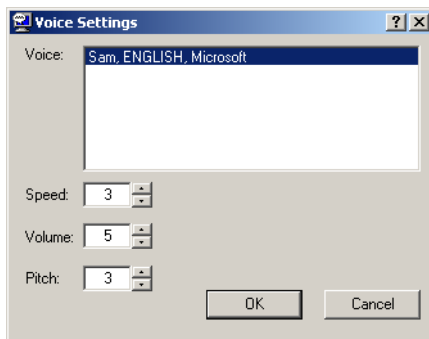 Voice Settings
Voice:
Sam, ENGLISH, Microsoft
Speed: 3
Volume: 5
Pitch: 3
OK Cancel